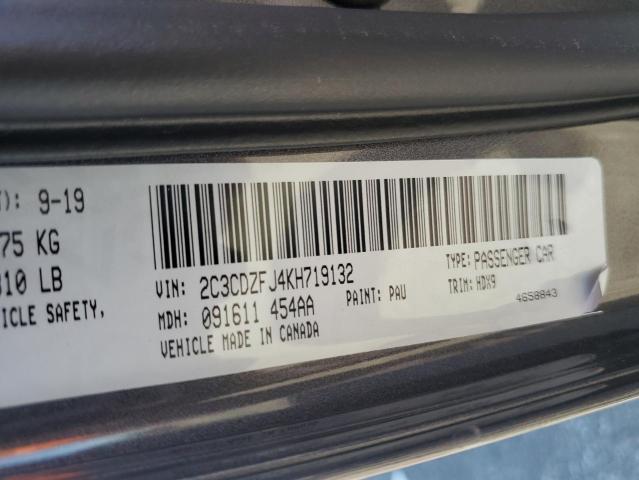 T): 9-19
75 KG
310 LB
ICLE SAFETY,
VIN: 2C3CDZFJ4KH719132
TYPE: PASSENGER CAR
MDH: 091611 454AA
PAINT: PAU
TRIM: HDX9
VEHICLE MADE IN CANADA
4658843